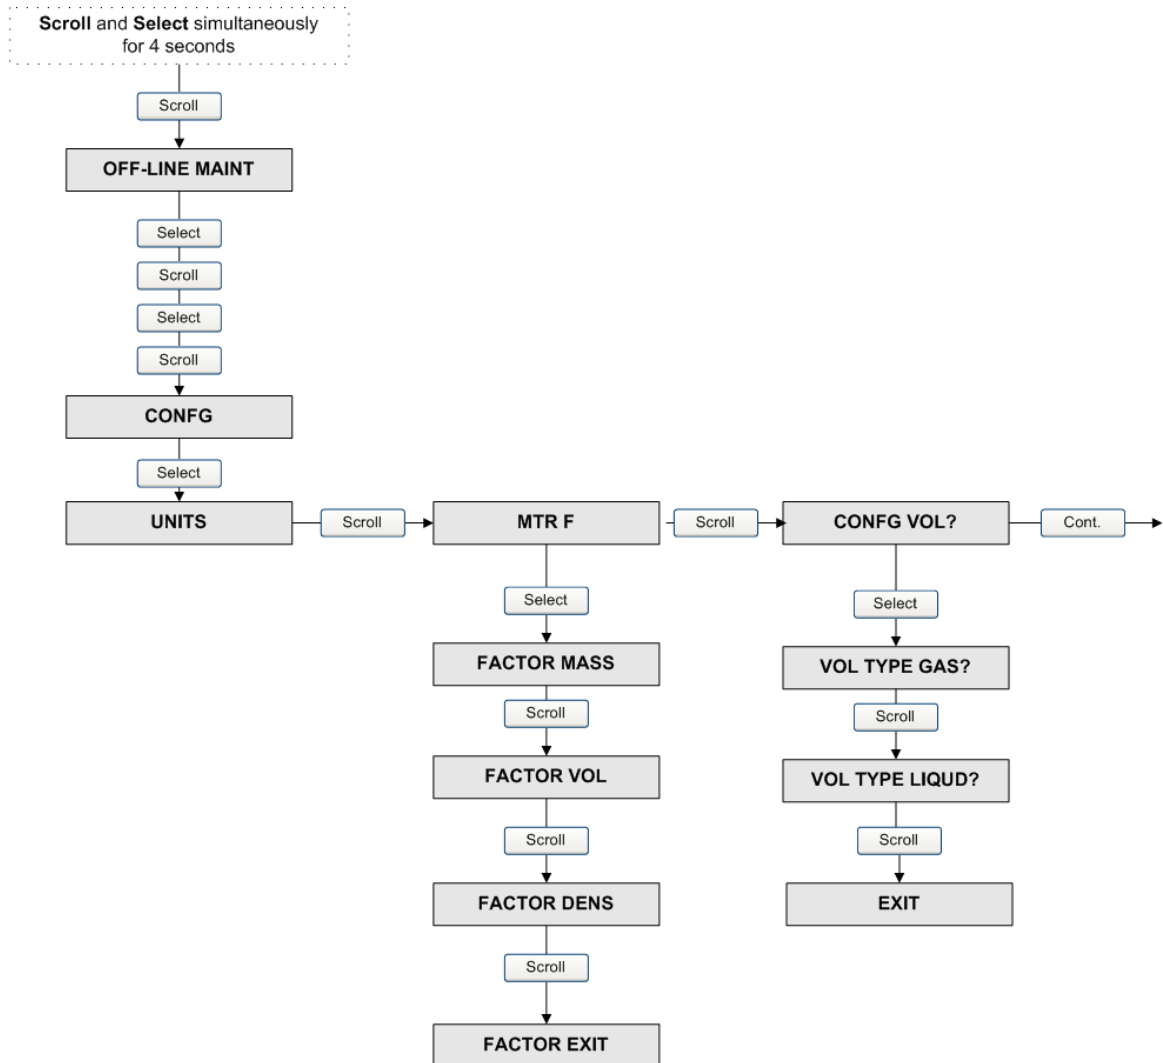 Scroll and Select simultaneously
for 4 seconds
Scroll
OFF-LINE MAINT
Select
Scroll
Select
Scroll
CONFG
Select
UNITS
Scroll
MTR F
Scroll
CONFG VOL?
Cont.
Select
FACTOR MASS
Scroll
FACTOR VOL
Scroll
FACTOR DENS
Scroll
FACTOR EXIT
Select
VOL TYPE GAS?
Scroll
VOL TYPE LIQUD?
Scroll
EXIT